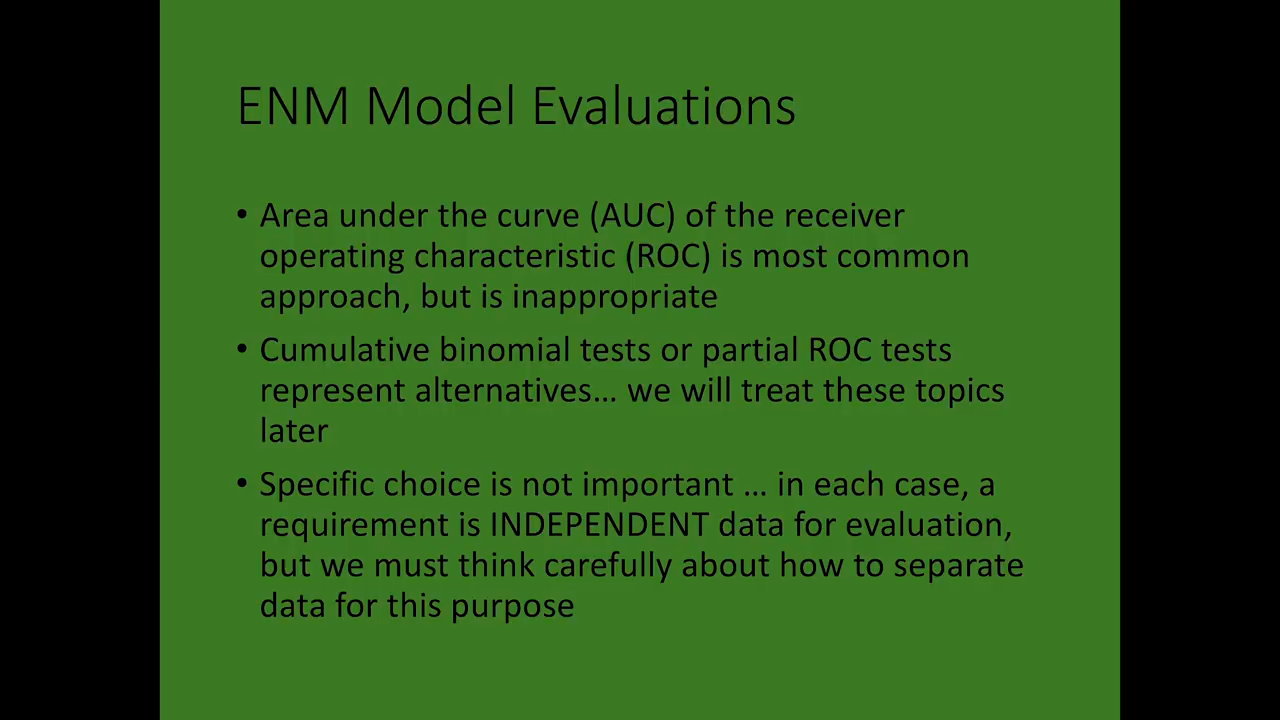 ENM Model Evaluations
• Area under the curve (AUC) of the receiver
operating characteristic (ROC) is most common
approach, but is inappropriate
• Cumulative binomial tests or partial ROC tests
represent alternatives… we will treat these topics
later
• Specific choice is not important … in each case, a
requirement is INDEPENDENT data for evaluation,
but we must think carefully about how to separate
data for this purpose